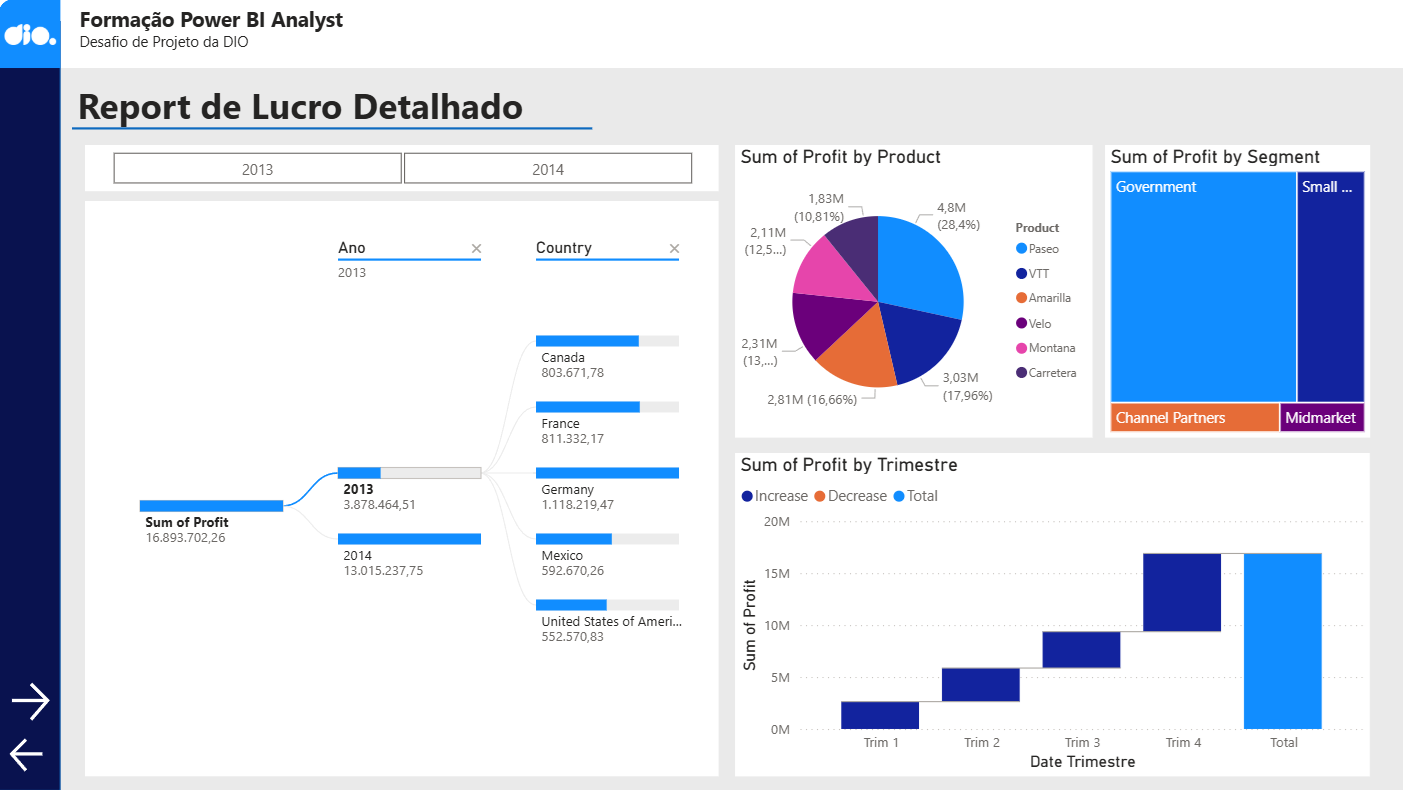 dio.
Formação Power BI Analyst
Desafio de Projeto da DIO
Report de Lucro Detalhado
2013
2014
Ano
2013
Country
Sum of Profit
16.893.702,26
2013
3.878.464,51
2014
13.015.237,75
Canada
803.671,78
France
811.332,17
Germany
1.118.219,47
Mexico
592.670,26
United States of Ameri...
552.570,83
Sum of Profit by Product
4,8M
(28,4%)
3,03M
(17,96%)
2,81M (16,66%)
2,31M
(13,...)
2,11M
(12,5...)
1,83M
(10,81%)
Product
Paseo
VTT
Amarilla
Velo
Montana
Carretera
Sum of Profit by Segment
Government
Small ...
Channel Partners
Midmarket
Sum of Profit by Trimestre
Increase
Decrease
Total
Sum of Profit
20M
15M
10M
5M
0M
Trim 1
Trim 2
Trim 3
Trim 4
Total
Date Trimestre